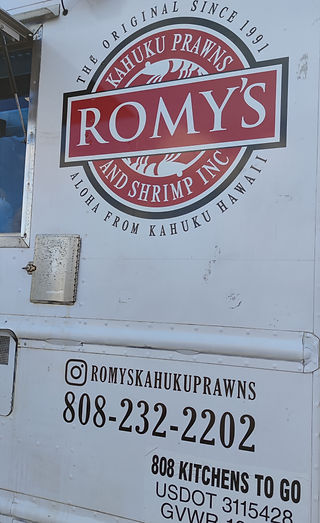 THE ORIGINAL SINCE 1991
KAHUKU PRAWNS
ROMY'S
AND SHRIMP INC
ALOHA FROM KAHUKU HAWAII
ROMYSKAHUKUPRAWNS
808-232-2202
808 KITCHENS TO GO
USDOT 3115428
GVWR